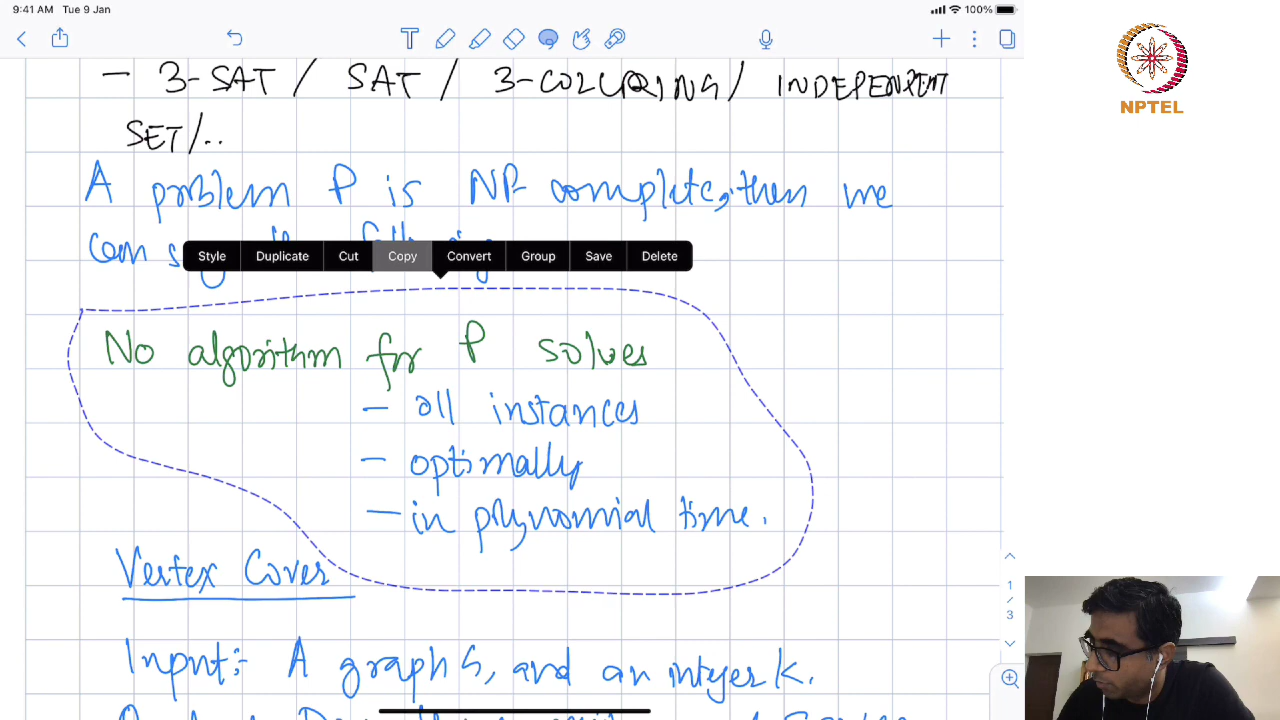 9:41 AM Tue 9 Jan
100%
NPTEL
- 3-SAT / SAT / 3-COLORING / INDEPENDENT
SET/..
A problem P is NP complete, then we
can
Style Duplicate Cut Copy Convert Group Save Delete
No algorithm for P solves
- all instances
- optimally
- in polynomial time.
Vertex Cover
1
/
3
Input:- A graph G, and an integer k.